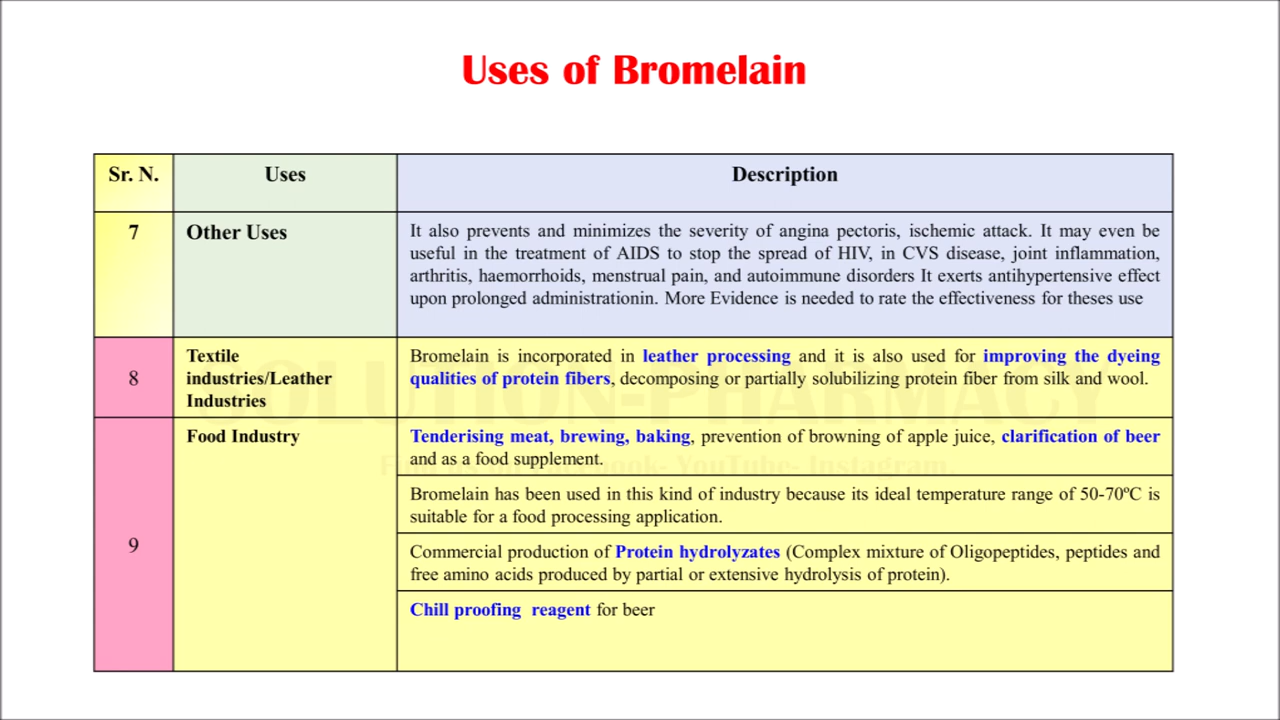 Uses of Bromelain
Sr. N.
Uses
Description
7
Other Uses
It also prevents and minimizes the severity of angina pectoris, ischemic attack. It may even be
useful in the treatment of AIDS to stop the spread of HIV, in CVS disease, joint inflammation,
arthritis, haemorrhoids, menstrual pain, and autoimmune disorders It exerts antihypertensive effect
upon prolonged administrationin. More Evidence is needed to rate the effectiveness for theses use
8
Textile
industries/Leather
Industries
Bromelain is incorporated in leather processing and it is also used for improving the dyeing
qualities of protein fibers, decomposing or partially solubilizing protein fiber from silk and wool.
9
Food Industry
Tenderising meat, brewing, baking, prevention of browning of apple juice, clarification of beer
and as a food supplement.
Bromelain has been used in this kind of industry because its ideal temperature range of 50-70ºC is
suitable for a food processing application.
Commercial production of Protein hydrolyzates (Complex mixture of Oligopeptides, peptides and
free amino acids produced by partial or extensive hydrolysis of protein).
Chill proofing reagent for beer
SOLUTION-PHARMACY
YouTube- Instagram.